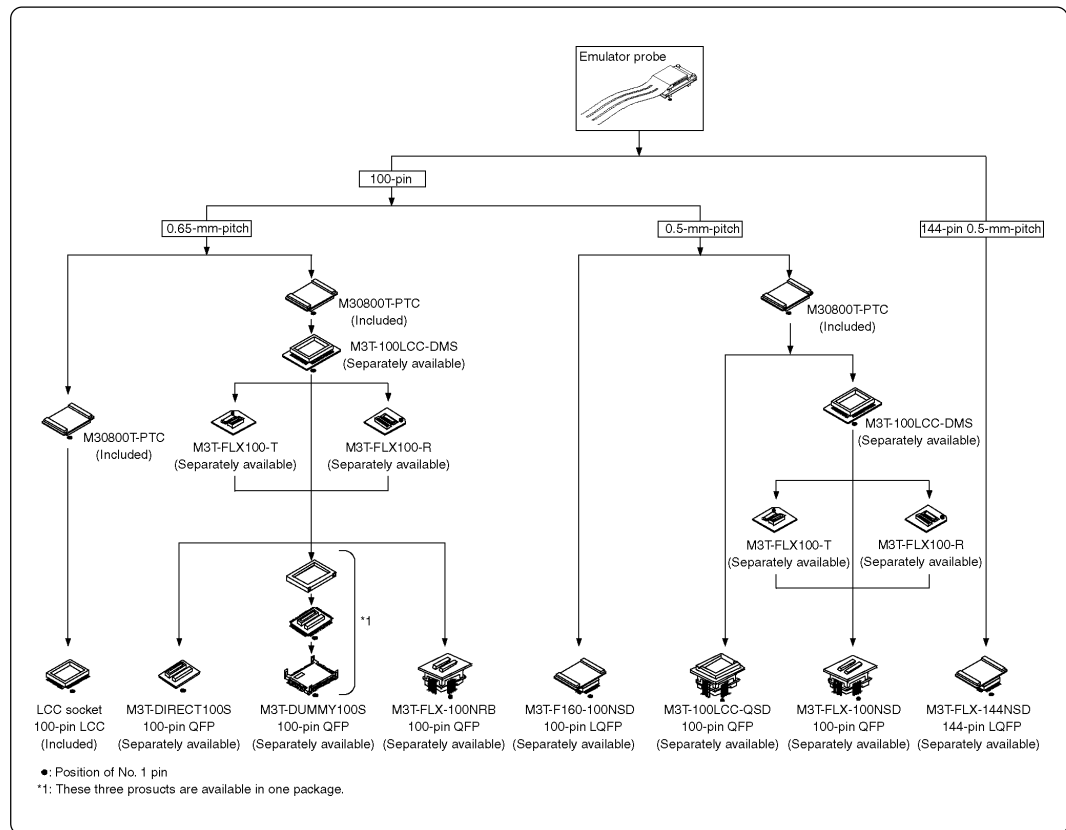 Emulator probe
100-pin
0.65-mm-pitch
0.5-mm-pitch
144-pin 0.5-mm-pitch
M30800T-PTC
(Included)
M3T-100LCC-DMS
(Separately available)
M30800T-PTC
(Included)
M3T-FLX100-T
(Separately available)
M3T-FLX100-R
(Separately available)
M30800T-PTC
(Included)
M3T-100LCC-DMS
(Separately available)
M3T-FLX100-T
(Separately available)
M3T-FLX100-R
(Separately available)
*1
LCC socket
100-pin LCC
(Included)
M3T-DIRECT100S
100-pin QFP
(Separately available)
M3T-DUMMY100S
100-pin QFP
(Separately available)
M3T-FLX-100NRB
100-pin QFP
(Separately available)
M3T-F160-100NSD
100-pin LQFP
(Separately available)
M3T-100LCC-QSD
100-pin QFP
(Separately available)
M3T-FLX-100NSD
100-pin QFP
(Separately available)
M3T-FLX-144NSD
144-pin LQFP
(Separately available)
●: Position of No. 1 pin
*1: These three prosucts are available in one package.